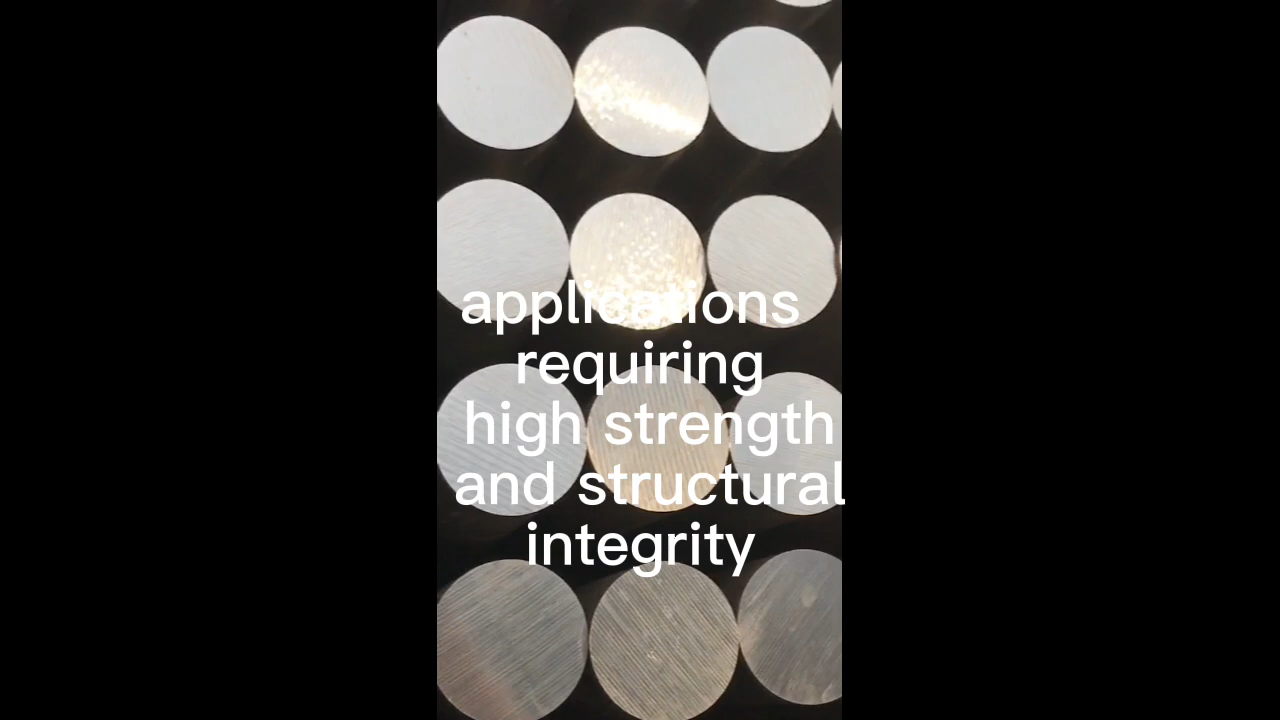 applications
requiring
high strength
and structural
integrity